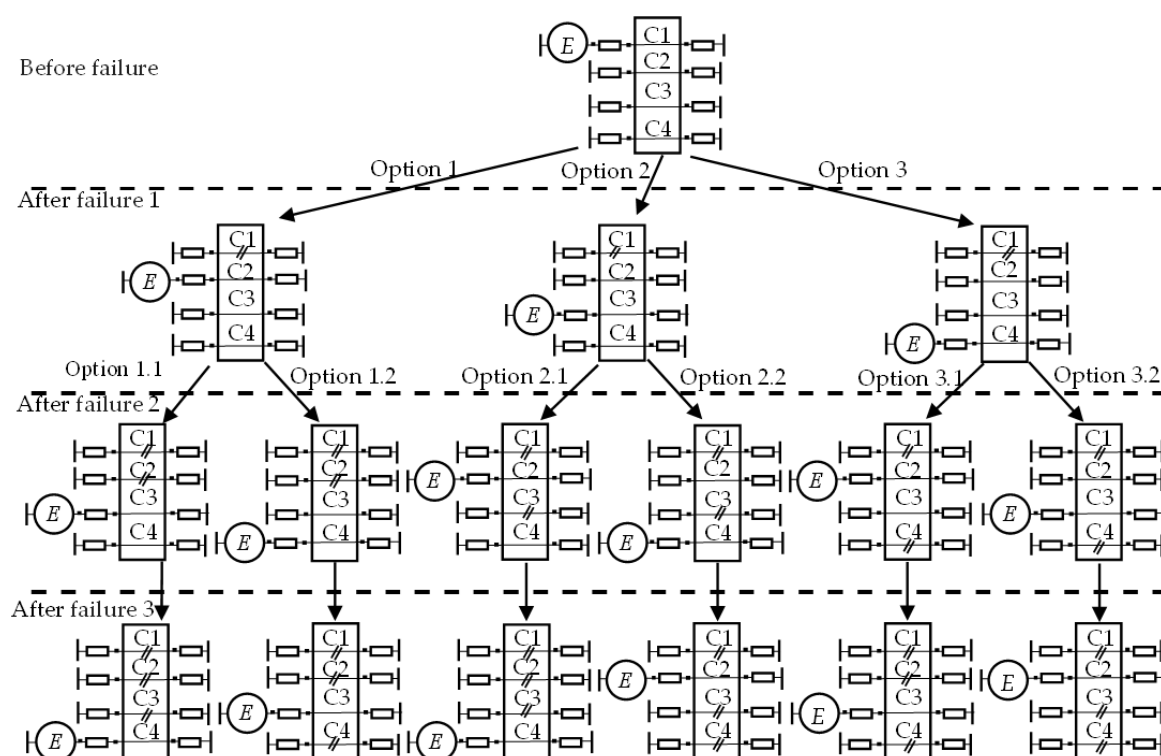 E
C1
C2
C3
C4
Before failure
Option 1
Option 2
Option 3
After failure 1
C1
C2
C3
C4
E
C1
C2
C3
C4
E
C1
C2
C3
C4
E
Option 1.1
Option 1.2
Option 2.1
Option 2.2
Option 3.1
Option 3.2
After failure 2
C1
C2
C3
C4
E
C1
C2
C3
C4
E
C1
C2
C3
C4
E
C1
C2
C3
C4
E
C1
C2
C3
C4
E
C1
C2
C3
C4
E
After failure 3
C1
C2
C3
C4
E
C1
C2
C3
C4
E
C1
C2
C3
C4
E
C1
C2
C3
C4
E
C1
C2
C3
C4
E
C1
C2
C3
C4
E